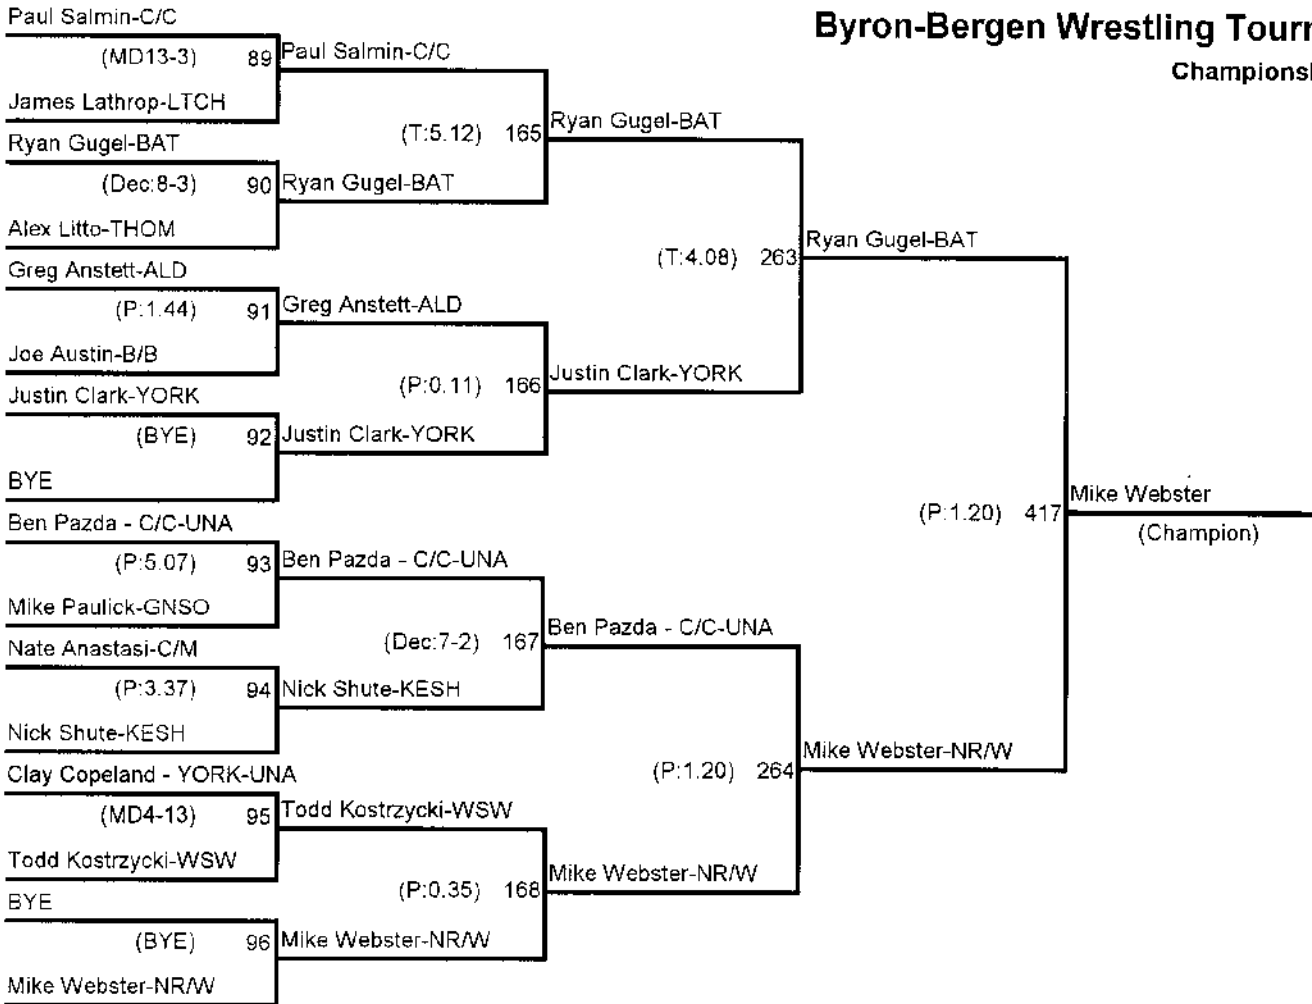 Byron-Bergen Wrestling Tourn
Championsh
Paul Salmin-C/C
(MD13-3) 89
James Lathrop-LTCH
Ryan Gugel-BAT
(Dec:8-3) 90
Alex Litto-THOM
Greg Anstett-ALD
(P:1.44) 91
Joe Austin-B/B
Justin Clark-YORK
(BYE) 92
BYE
Ben Pazda - C/C-UNA
(P:5.07) 93
Mike Paulick-GNSO
Nate Anastasi-C/M
(P:3.37) 94
Nick Shute-KESH
Clay Copeland - YORK-UNA
(MD4-13) 95
Todd Kostrzycki-WSW
BYE
(BYE) 96
Mike Webster-NR/W
Paul Salmin-C/C
(T:5.12) 165
Ryan Gugel-BAT
Greg Anstett-ALD
(P:0.11) 166
Justin Clark-YORK
Ben Pazda - C/C-UNA
(Dec:7-2) 167
Nick Shute-KESH
Todd Kostrzycki-WSW
(P:0.35) 168
Mike Webster-NR/W
Ryan Gugel-BAT
(T:4.08) 263
Justin Clark-YORK
Ben Pazda - C/C-UNA
(P:1.20) 264
Mike Webster-NR/W
Ryan Gugel-BAT
(P:1.20) 417
Mike Webster-NR/W
Mike Webster
(Champion)